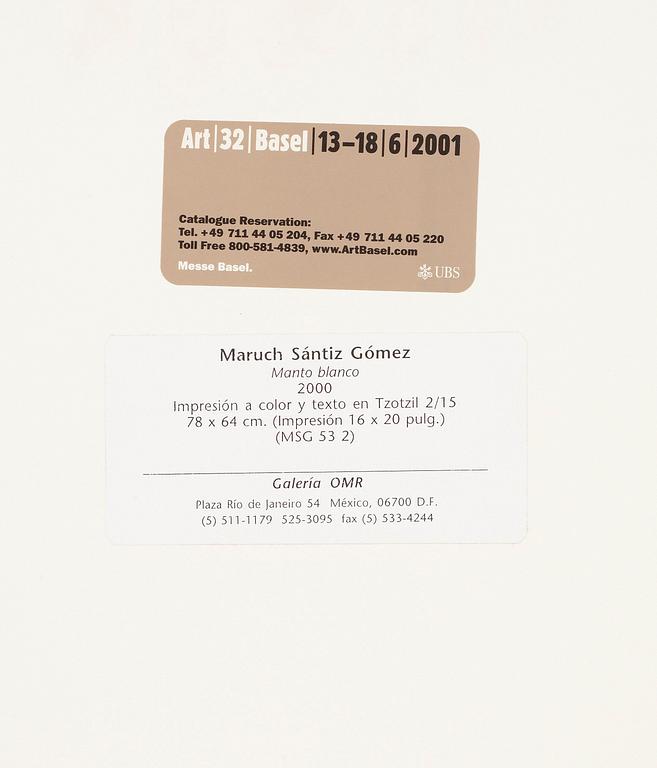 Art|32|Basel|13–18|6|2001
Catalogue Reservation:
Tel. +49 711 44 05 204, Fax +49 711 44 05 220
Toll Free 800-581-4839, www.ArtBasel.com
Messe Basel.
UBS
Maruch Sántiz Gómez
Manto blanco
2000
Impresión a color y texto en Tzotzil 2/15
78 x 64 cm. (Impresión 16 x 20 pulg.)
(MSG 53 2)
Galería OMR
Plaza Río de Janeiro 54 México, 06700 D.F.
(5) 511-1179 525-3095 fax (5) 533-4244